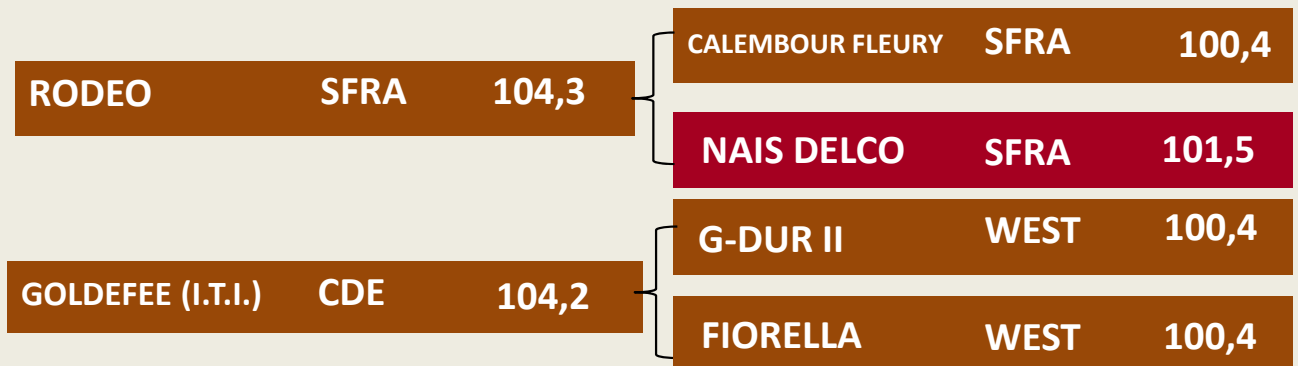 CALEMBOUR FLEURY SFRA 100,4
RODEO SFRA 104,3
NAIS DELCO SFRA 101,5
G-DUR II WEST 100,4
GOLDEFEE (I.T.I.) CDE 104,2
FIORELLA WEST 100,4